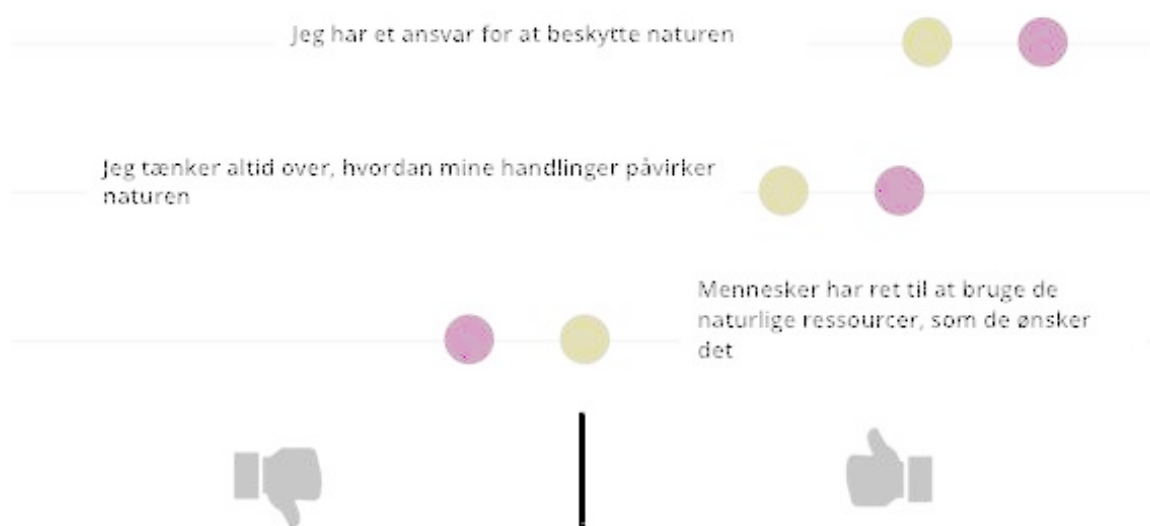 Jeg har et ansvar for at beskytte naturen
Jeg tænker altid over, hvordan mine handlinger påvirker
naturen
Mennesker har ret til at bruge de
naturlige ressourcer, som de ønsker
det